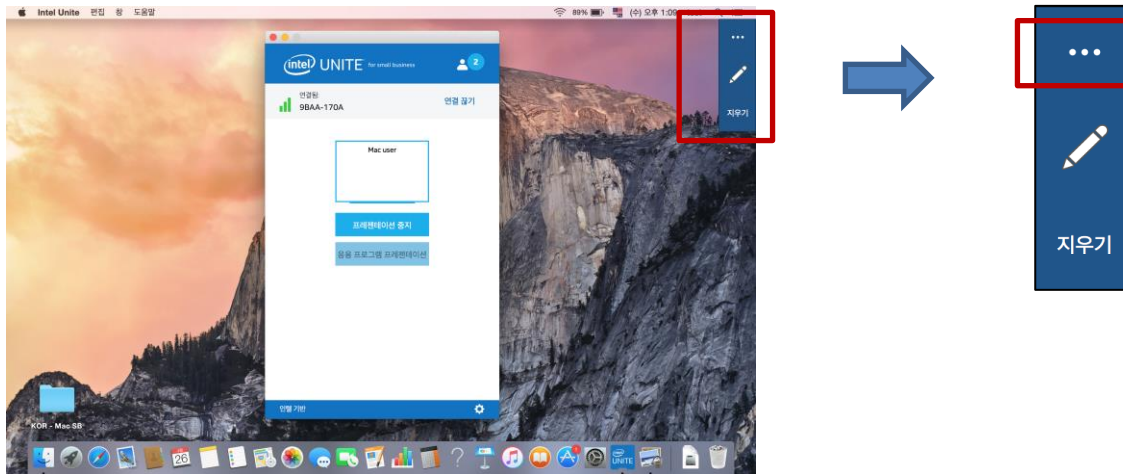 Intel Unite 편집 창 도움말
89% (수) 오후 1:09
intel UNITE for small business 2
연결됨:
9BAA-170A
연결 끊기
Mac user
프레젠테이션 중지
응용 프로그램 프레젠테이션
인텔 기반
지우기
지우기
KOR - Mac SB
26
UNITE